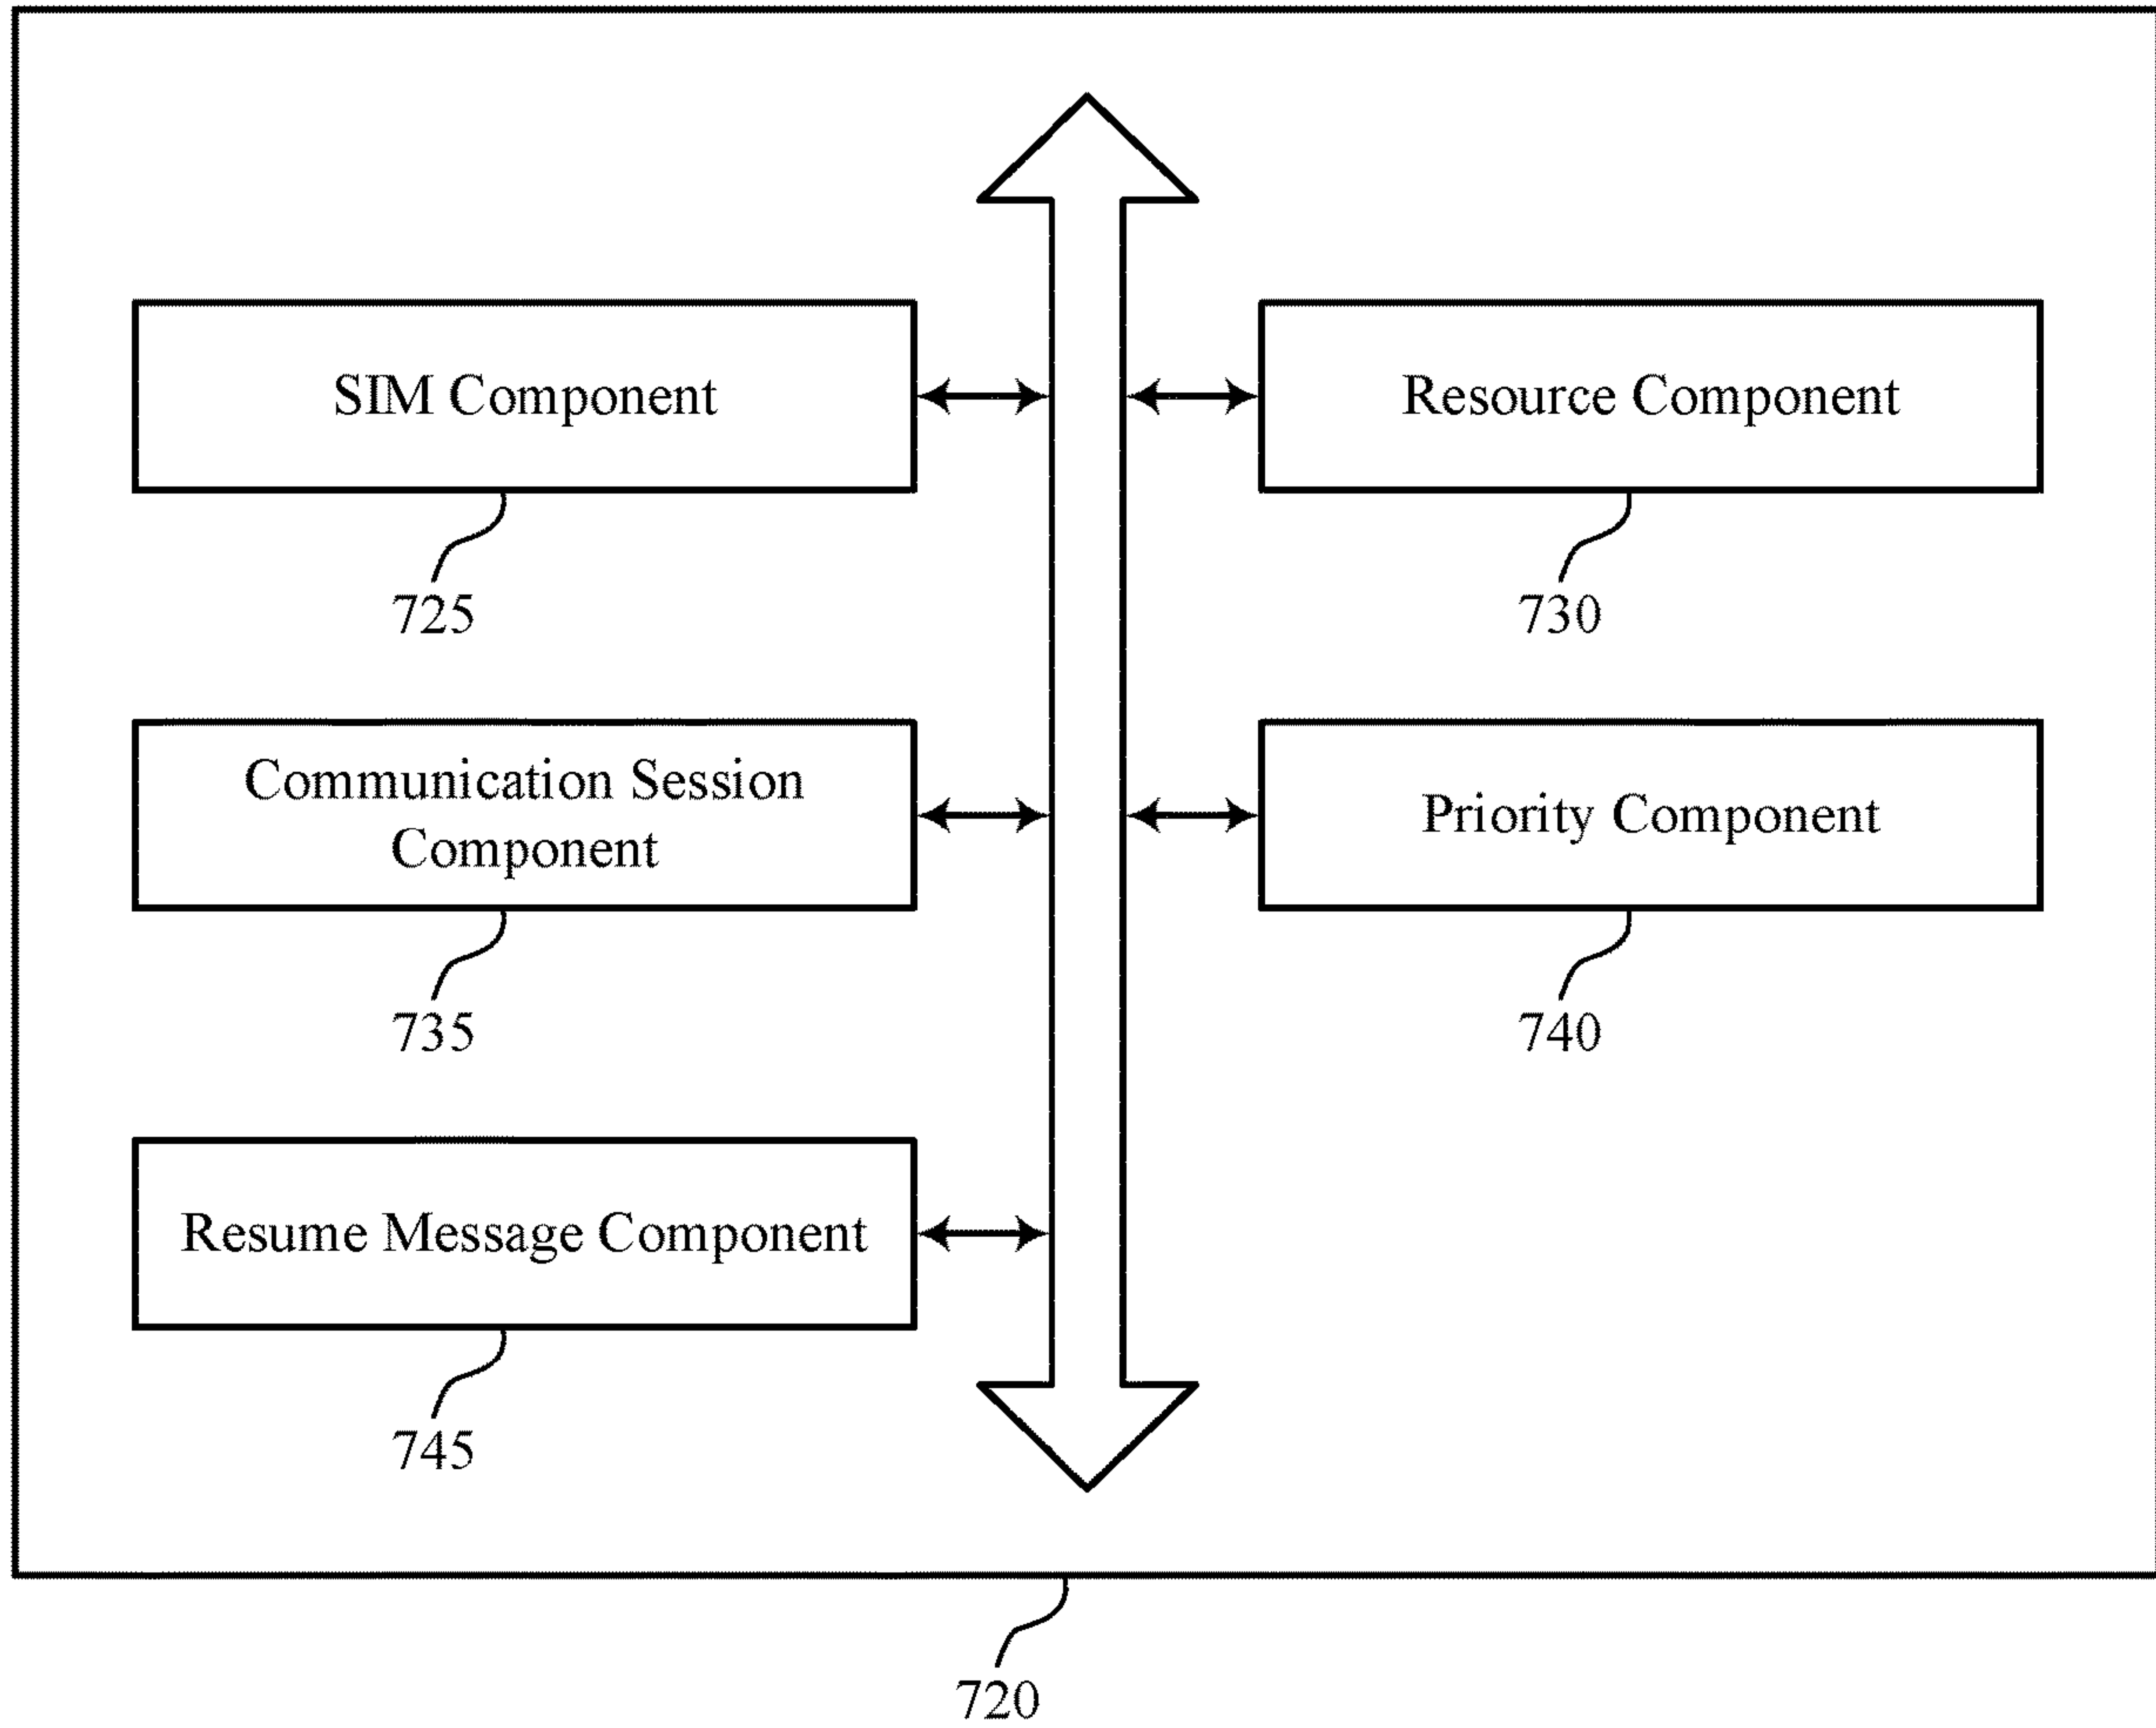 SIM Component
725
Resource Component
730
Communication Session
Component
735
Priority Component
740
Resume Message Component
745
720